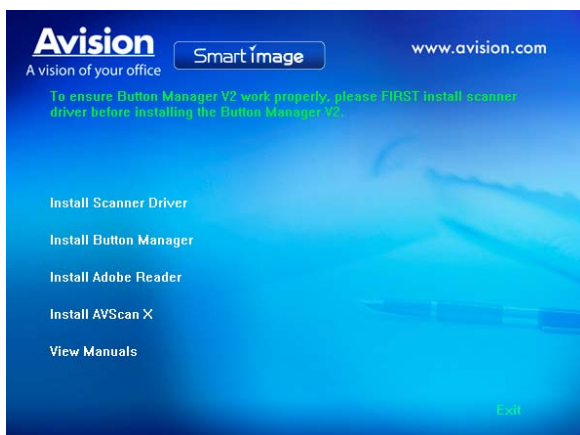 Avision
A vision of your office
Smart image
www.avision.com
To ensure Button Manager V2 work properly, please FIRST install scanner
driver before installing the Button Manager V2.
Install Scanner Driver
Install Button Manager
Install Adobe Reader
Install AVScan X
View Manuals
Exit